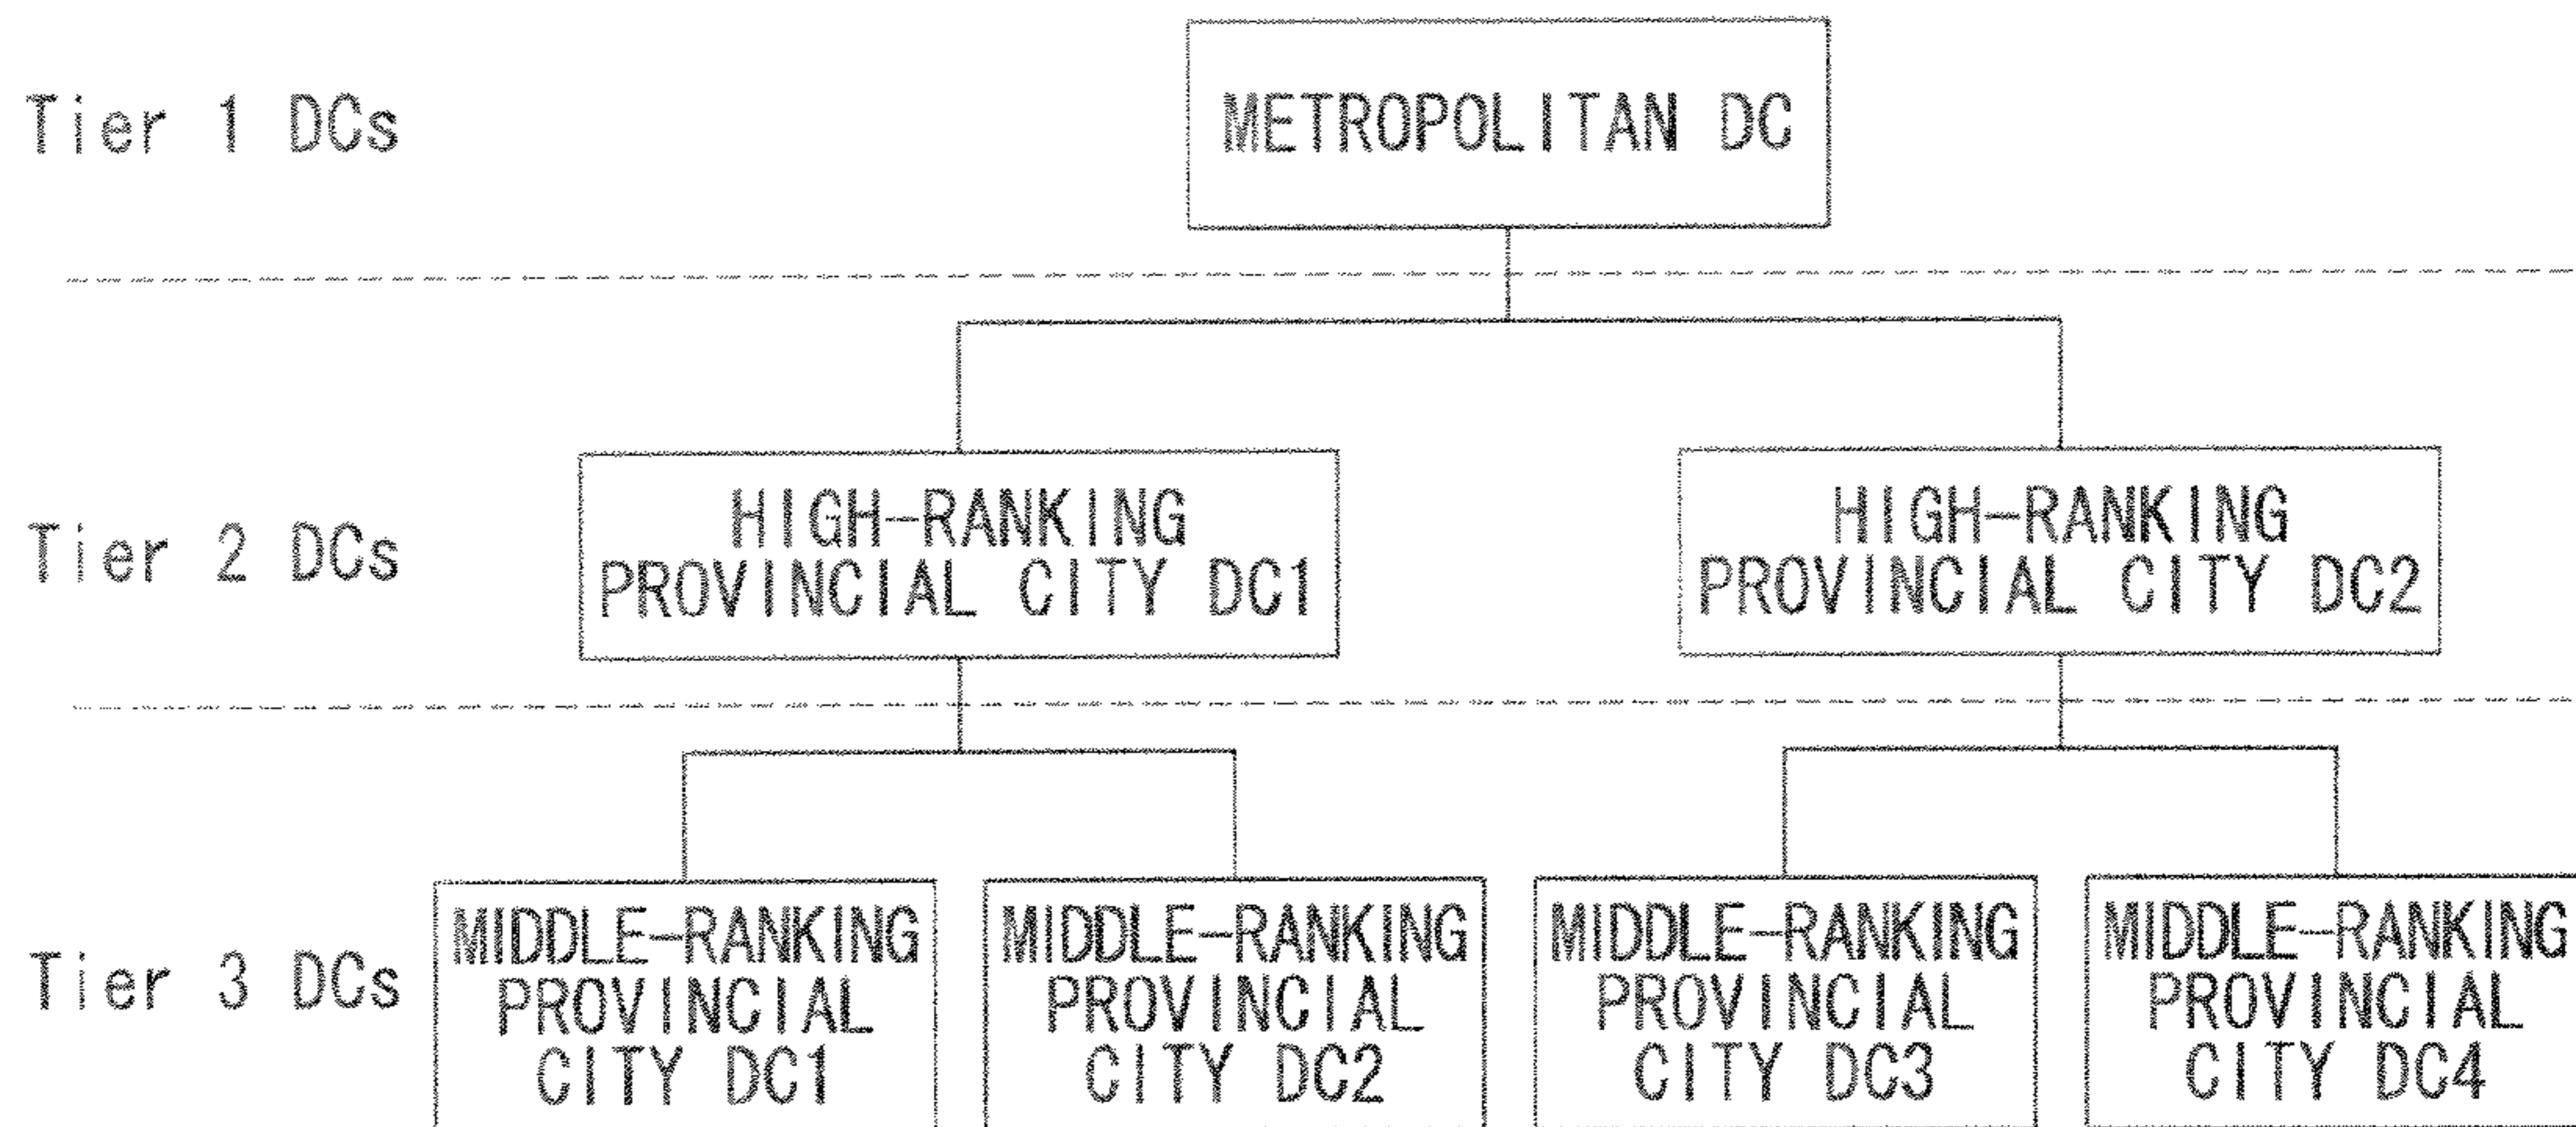 Tier 1 DCs
METROPOLITAN DC
Tier 2 DCs
HIGH-RANKING
PROVINCIAL CITY DC1
HIGH-RANKING
PROVINCIAL CITY DC2
Tier 3 DCs
MIDDLE-RANKING
PROVINCIAL
CITY DC1
MIDDLE-RANKING
PROVINCIAL
CITY DC2
MIDDLE-RANKING
PROVINCIAL
CITY DC3
MIDDLE-RANKING
PROVINCIAL
CITY DC4